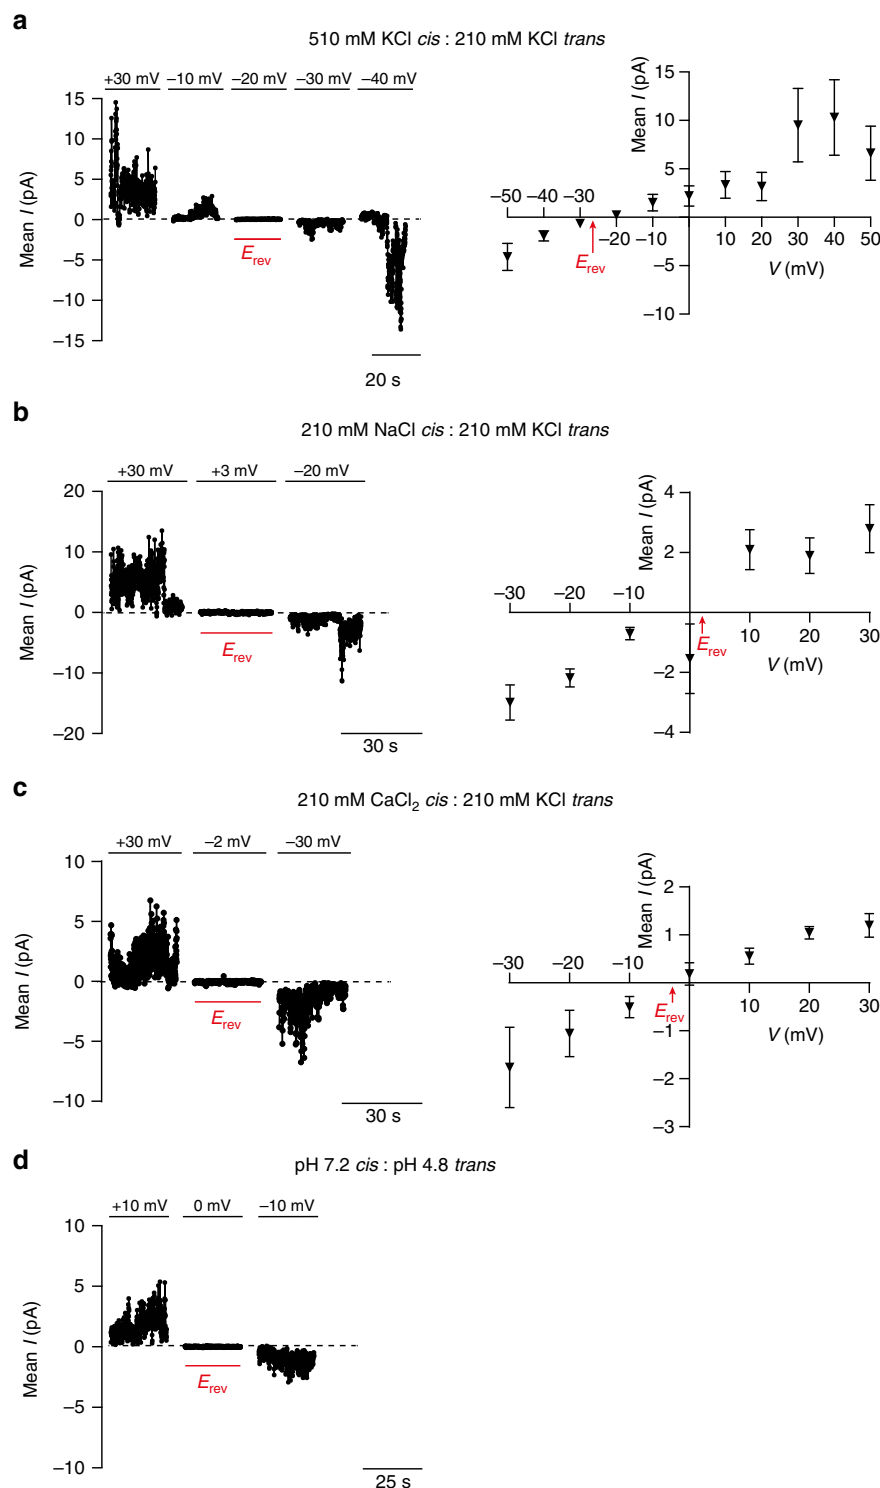 a
510 mM KCl cis : 210 mM KCl trans
+30 mV –10 mV –20 mV –30 mV –40 mV
15
10
5
0
–5
–10
–15
Mean I (pA)
Erev
20 s
15
10
5
–5
–10
Mean I (pA)
–50 –40 –30
–20 –10 10 20 30 40 50
Erev
V (mV)
b
210 mM NaCl cis : 210 mM KCl trans
+30 mV +3 mV –20 mV
20
10
0
–10
–20
Mean I (pA)
Erev
30 s
4
2
–2
–4
Mean I (pA)
–30 –20 –10
10 20 30
Erev
V (mV)
c
210 mM CaCl2 cis : 210 mM KCl trans
+30 mV –2 mV –30 mV
10
5
0
–5
–10
Mean I (pA)
Erev
30 s
2
1
–1
–2
–3
Mean I (pA)
–30 –20 –10
10 20 30
Erev
V (mV)
d
pH 7.2 cis : pH 4.8 trans
+10 mV 0 mV –10 mV
10
5
0
–5
–10
Mean I (pA)
Erev
25 s